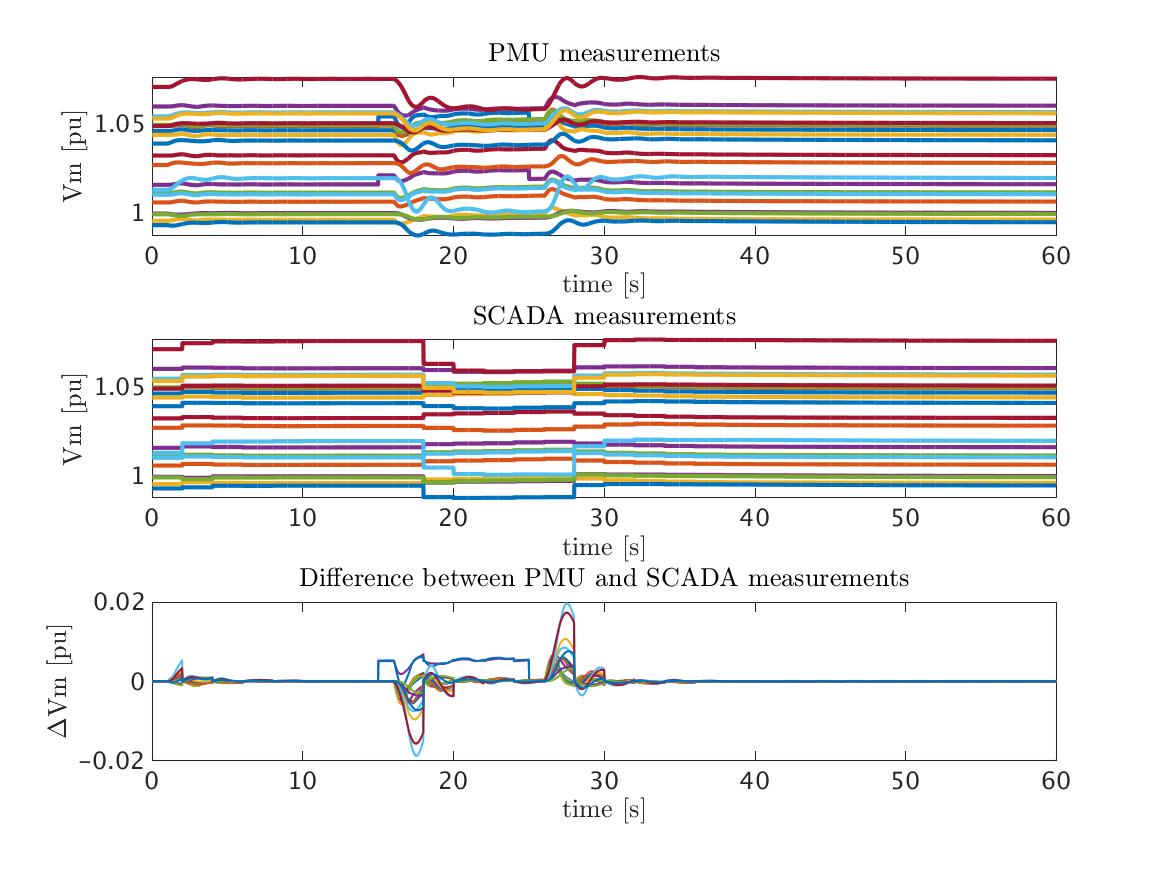 PMU measurements
1.05
1
Vm [pu]
0 10 20 30 40 50 60
time [s]
SCADA measurements
1.05
1
Vm [pu]
0 10 20 30 40 50 60
time [s]
Difference between PMU and SCADA measurements
0.02
0
-0.02
ΔVm [pu]
0 10 20 30 40 50 60
time [s]